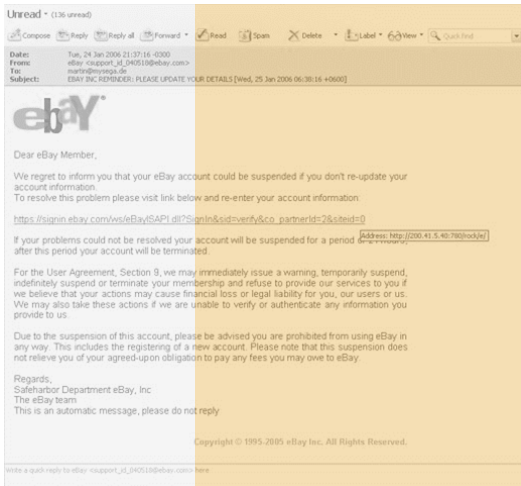 Unread (136 unread)
Compose Reply Reply all Forward Read Spam Delete Label View Quick find
Date: Tue, 24 Jan 2006 21:37:16 -0300
From: eBay <support_id_040510@ebay.com>
To: martin@mysega.de
Subject: EBAY INC REMINDER: PLEASE UPDATE YOUR DETAILS [Wed, 25 Jan 2006 06:38:16 +0600]
ebaY
Dear eBay Member,
We regret to inform you that your eBay account could be suspended if you don't re-update your
account information.
To resolve this problem please visit link below and re-enter your account information:
https://signin.ebay.com/ws/eBayISAPI.dll?SignIn&sid=verify&co_partnerId=2&siteid=0
Address: http://200.41.5.40:780/rock/e/
If your problems could not be resolved your account will be suspended for a period
after this period your account will be terminated.
For the User Agreement, Section 9, we may immediately issue a warning, temporarily suspend,
indefinitely suspend or terminate your membership and refuse to provide our services to you if
we believe that your actions may cause financial loss or legal liability for you, our users or us.
We may also take these actions if we are unable to verify or authenticate any information you
provide to us.
Due to the suspension of this account, please be advised you are prohibited from using eBay in
any way. This includes the registering of a new account. Please note that this suspension does
not relieve you of your agreed-upon obligation to pay any fees you may owe to eBay.
Regards,
Safeharbor Department eBay, Inc
The eBay team
This is an automatic message, please do not reply
Copyright © 1995-2005 eBay Inc. All Rights Reserved.
Write a quick reply to eBay <support_id_040510@ebay.com> here